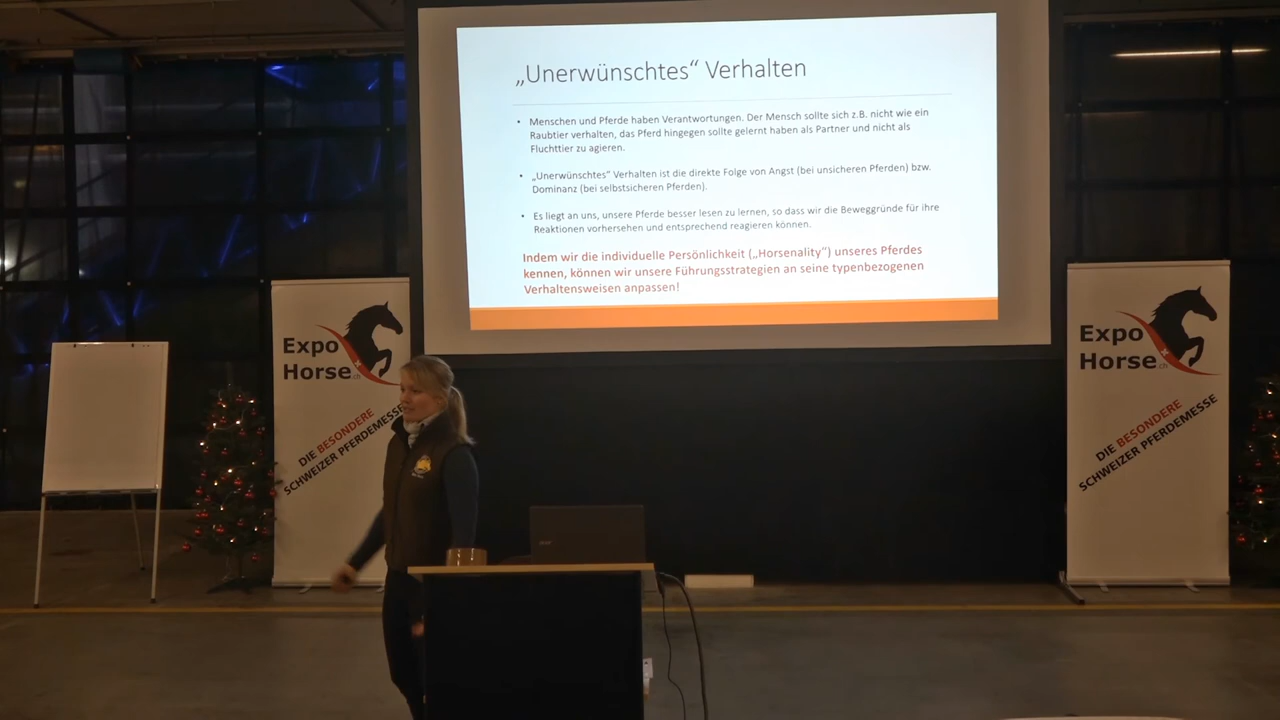 „Unerwünschtes“ Verhalten
• Menschen und Pferde haben Verantwortungen. Der Mensch sollte sich z.B. nicht wie ein
Raubtier verhalten, das Pferd hingegen sollte gelernt haben als Partner und nicht als
Fluchttier zu agieren.
• „Unerwünschtes“ Verhalten ist die direkte Folge von Angst (bei unsicheren Pferden) bzw.
Dominanz (bei selbstsicheren Pferden).
• Es liegt an uns, unsere Pferde besser lesen zu lernen, so dass wir die Beweggründe für ihre
Reaktionen vorhersehen und entsprechend reagieren können.
Indem wir die individuelle Persönlichkeit („Horsenality“) unseres Pferdes
kennen, können wir unsere Führungsstrategien an seine typenbezogenen
Verhaltensweisen anpassen!
Expo
Horse.ch
DIE BESONDERE
SCHWEIZER PFERDEMESSE
Expo
Horse.ch
DIE BESONDERE
SCHWEIZER PFERDEMESSE